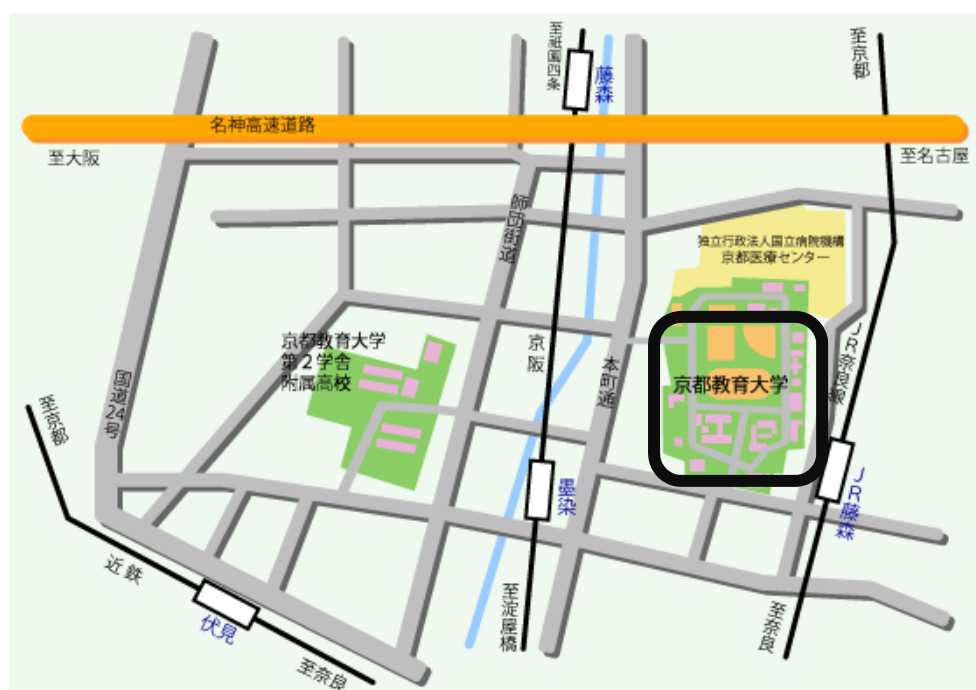 至祇園四条
藤森
至京都
名神高速道路
至大阪
至名古屋
師団街道
独立行政法人国立病院機構
京都医療センター
京都教育大学
第2学舎
附属高校
京阪
本町通
JR奈良線
京都教育大学
国道24号
至京都
墨染
JR藤森
近鉄
伏見
至淀屋橋
至奈良
至奈良